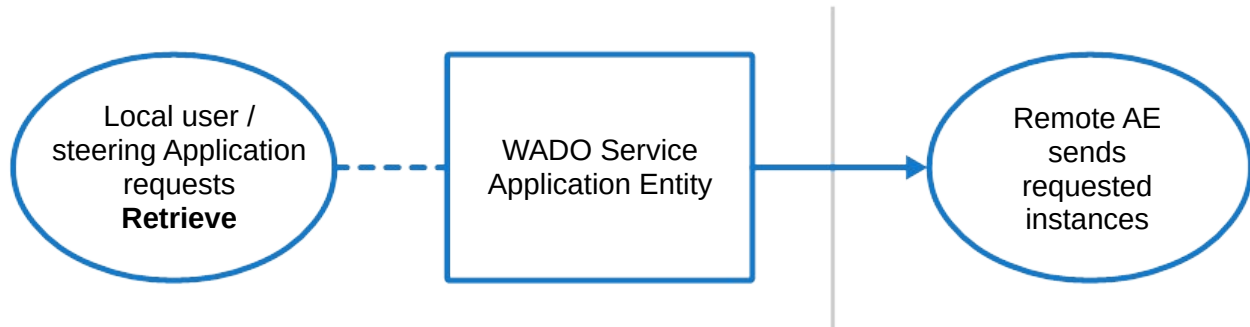 Local user /
steering Application
requests
Retrieve
WADO Service
Application Entity
Remote AE
sends
requested
instances